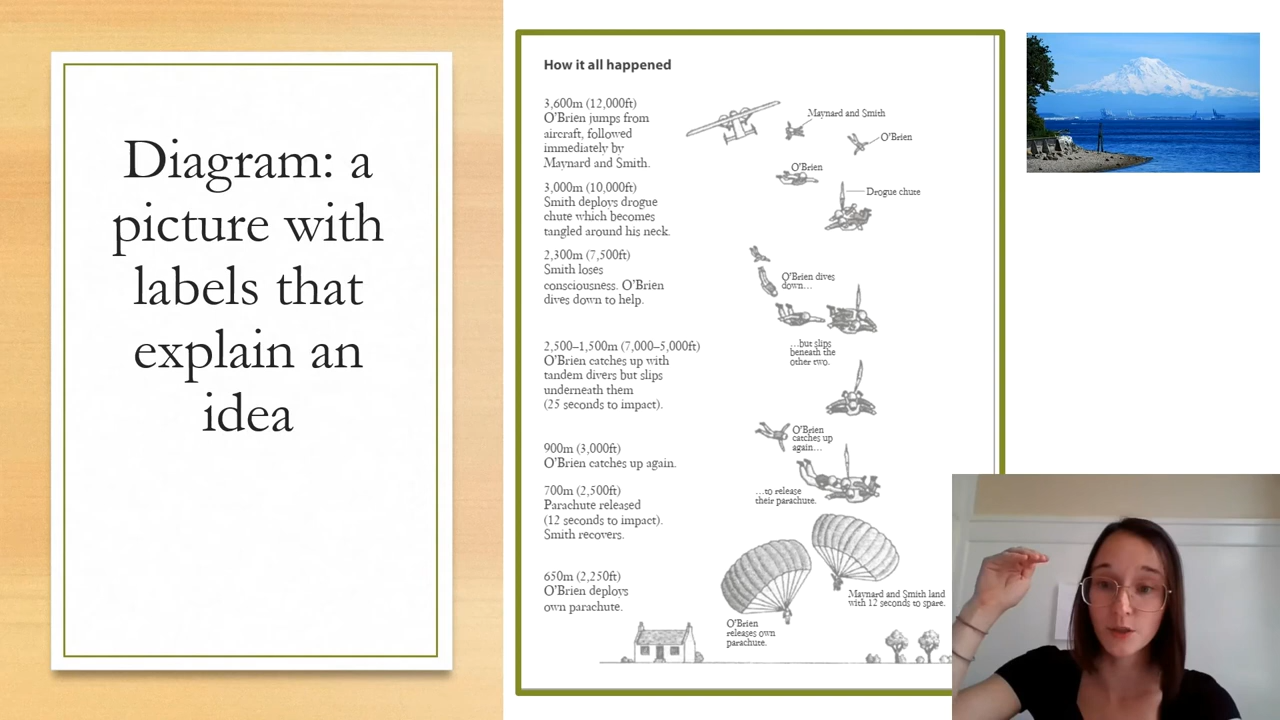 Diagram: a
picture with
labels that
explain an
idea
How it all happened
3,600m (12,000ft)
O'Brien jumps from
aircraft, followed
immediately by
Maynard and Smith.
3,000m (10,000ft)
Smith deploys drogue
chute which becomes
tangled around his neck.
2,300m (7,500ft)
Smith loses
consciousness. O'Brien
dives down to help.
2,500–1,500m (7,000–5,000ft)
O'Brien catches up with
tandem divers but slips
underneath them
(25 seconds to impact).
900m (3,000ft)
O'Brien catches up again.
700m (2,500ft)
Parachute released
(12 seconds to impact).
Smith recovers.
650m (2,250ft)
O'Brien deploys
own parachute.
Maynard and Smith
O'Brien
O'Brien
Drogue chute
O'Brien dives
down…
…but slips
beneath the
other two.
O'Brien
catches up
again…
…to release
their parachute.
Maynard and Smith land
with 12 seconds to spare.
O'Brien
releases own
parachute.